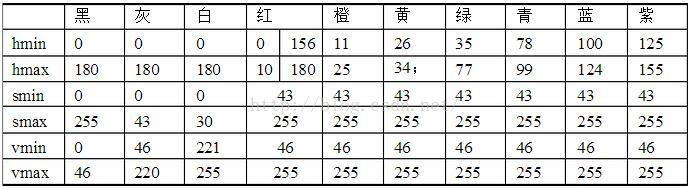 黑 灰 白 红 橙 黄 绿 青 蓝 紫
hmin 0 0 0 0 156 11 26 35 78 100 125
hmax 180 180 180 10 180 25 34; 77 99 124 155
smin 0 0 0 43 43 43 43 43 43 43
smax 255 43 30 255 255 255 255 255 255 255
vmin 0 46 221 46 46 46 46 46 46 46
vmax 46 220 255 255 255 255 255 255 255 255